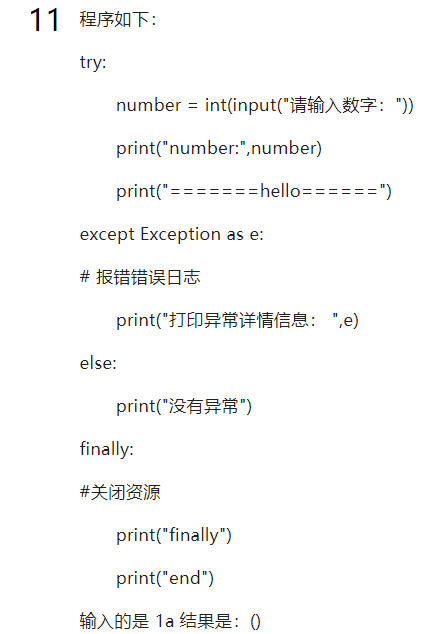 11 程序如下：
try:
number = int(input("请输入数字："))
print("number:",number)
print("=======hello======")
except Exception as e:
# 报错错误日志
print("打印异常详情信息： ",e)
else:
print("没有异常")
finally:
#关闭资源
print("finally")
print("end")
输入的是 1a 结果是：()